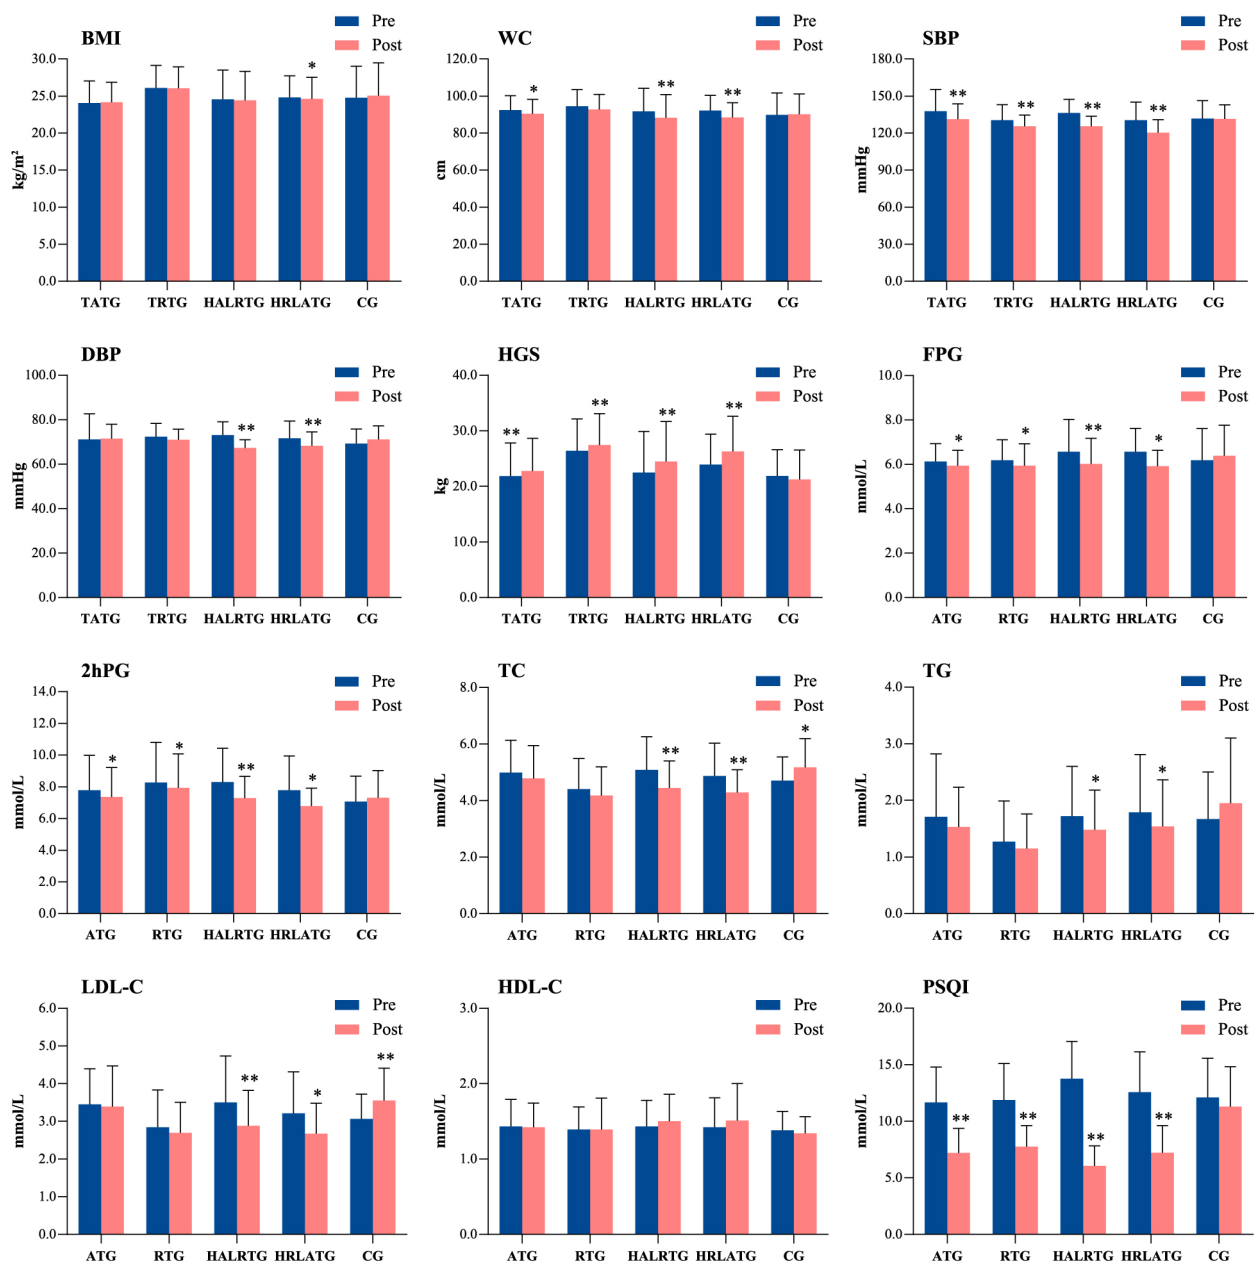 BMI
Pre
Post
30.0
25.0
20.0
15.0
10.0
5.0
0.0
kg/m²
*
TATG TRTG HALRTG HRLATG CG
WC
Pre
Post
120.0
100.0
80.0
60.0
40.0
20.0
0.0
cm
* ** **
TATG TRTG HALRTG HRLATG CG
SBP
Pre
Post
180.0
150.0
120.0
90.0
60.0
30.0
0.0
mmHg
** ** ** **
TATG TRTG HALRTG HRLATG CG
DBP
Pre
Post
100.0
80.0
60.0
40.0
20.0
0.0
mmHg
** **
TATG TRTG HALRTG HRLATG CG
HGS
Pre
Post
40.0
30.0
20.0
10.0
0.0
kg
** ** ** **
TATG TRTG HALRTG HRLATG CG
FPG
Pre
Post
10.0
8.0
6.0
4.0
2.0
0.0
mmol/L
* * ** *
ATG RTG HALRTG HRLATG CG
2hPG
Pre
Post
14.0
12.0
10.0
8.0
6.0
4.0
2.0
0.0
mmol/L
* * ** *
ATG RTG HALRTG HRLATG CG
TC
Pre
Post
8.0
6.0
4.0
2.0
0.0
mmol/L
** ** *
ATG RTG HALRTG HRLATG CG
TG
Pre
Post
4.0
3.0
2.0
1.0
0.0
mmol/L
* *
ATG RTG HALRTG HRLATG CG
LDL-C
Pre
Post
6.0
5.0
4.0
3.0
2.0
1.0
0.0
mmol/L
** * **
ATG RTG HALRTG HRLATG CG
HDL-C
Pre
Post
3.0
2.0
1.0
0.0
mmol/L
ATG RTG HALRTG HRLATG CG
PSQI
Pre
Post
20.0
15.0
10.0
5.0
0.0
mmol/L
** ** ** **
ATG RTG HALRTG HRLATG CG